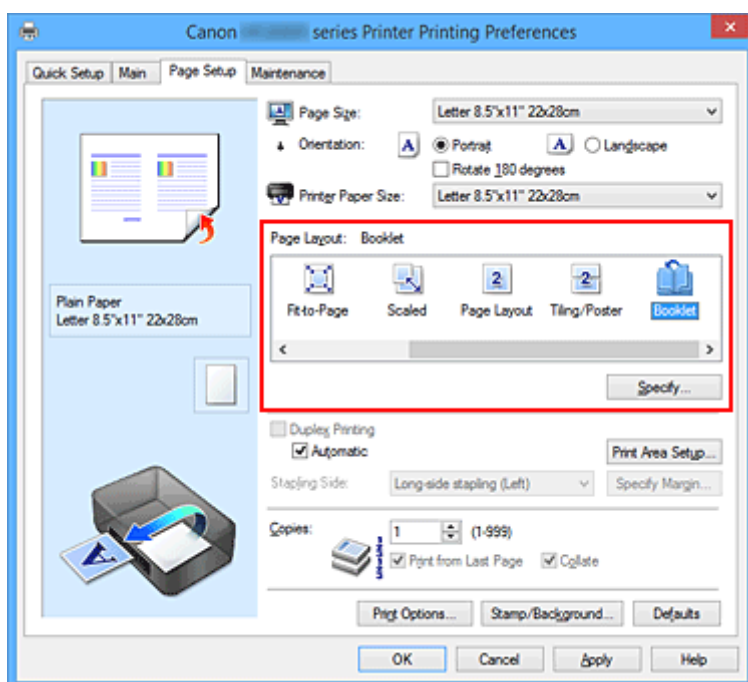 Canon series Printer Printing Preferences
Quick Setup Main Page Setup Maintenance
Page Size: Letter 8.5"x11" 22x28cm
Orientation: A Portrait A Landscape
Rotate 180 degrees
Printer Paper Size: Letter 8.5"x11" 22x28cm
Page Layout: Booklet
Fit-to-Page Scaled Page Layout Tiling/Poster Booklet
Specify...
Plain Paper
Letter 8.5"x11" 22x28cm
Duplex Printing
Automatic
Print Area Setup...
Stapling Side: Long-side stapling (Left) Specify Margin...
Copies: 1 (1-999)
Print from Last Page Collate
Print Options... Stamp/Background... Defaults
OK Cancel Apply Help